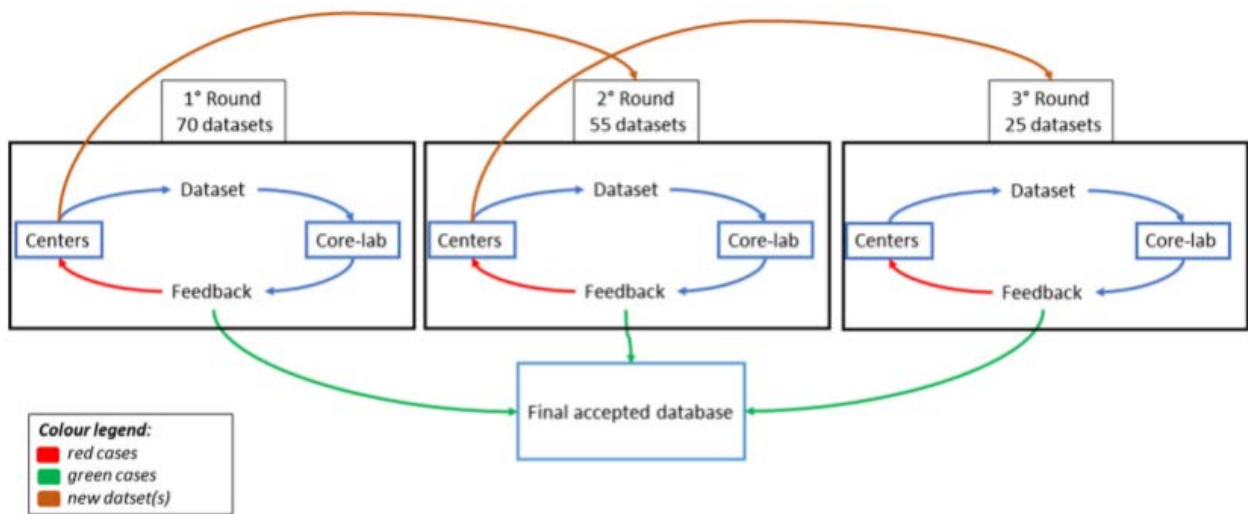 1° Round
70 datasets
2° Round
55 datasets
3° Round
25 datasets
Dataset
Centers
Core-lab
Feedback
Dataset
Centers
Core-lab
Feedback
Dataset
Centers
Core-lab
Feedback
Final accepted database
Colour legend:
red cases
green cases
new datset(s)